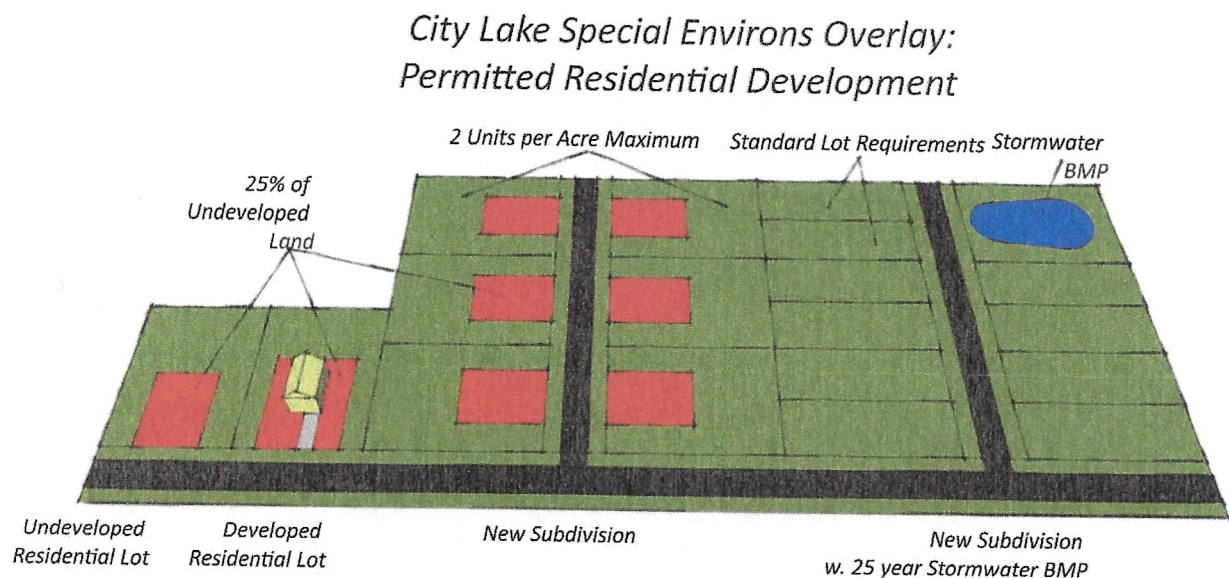 City Lake Special Environs Overlay:
Permitted Residential Development
2 Units per Acre Maximum
Standard Lot Requirements
Stormwater
BMP
25% of
Undeveloped
Land
Undeveloped
Residential Lot
Developed
Residential Lot
New Subdivision
New Subdivision
w. 25 year Stormwater BMP